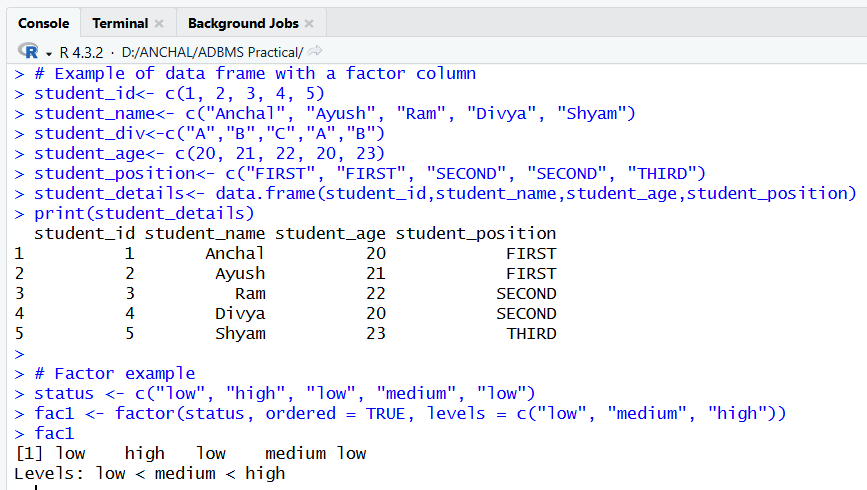 Console Terminal × Background Jobs ×
R R 4.3.2 · D:/ANCHAL/ADBMS Practical/
> # Example of data frame with a factor column
> student_id<- c(1, 2, 3, 4, 5)
> student_name<- c("Anchal", "Ayush", "Ram", "Divya", "Shyam")
> student_div<-c("A","B","C","A","B")
> student_age<- c(20, 21, 22, 20, 23)
> student_position<- c("FIRST", "FIRST", "SECOND", "SECOND", "THIRD")
> student_details<- data.frame(student_id,student_name,student_age,student_position)
> print(student_details)
  student_id student_name student_age student_position
1          1       Anchal          20            FIRST
2          2        Ayush          21            FIRST
3          3          Ram          22           SECOND
4          4        Divya          20           SECOND
5          5        Shyam          23            THIRD
>
> # Factor example
> status <- c("low", "high", "low", "medium", "low")
> fac1 <- factor(status, ordered = TRUE, levels = c("low", "medium", "high"))
> fac1
[1] low    high   low    medium low
Levels: low < medium < high